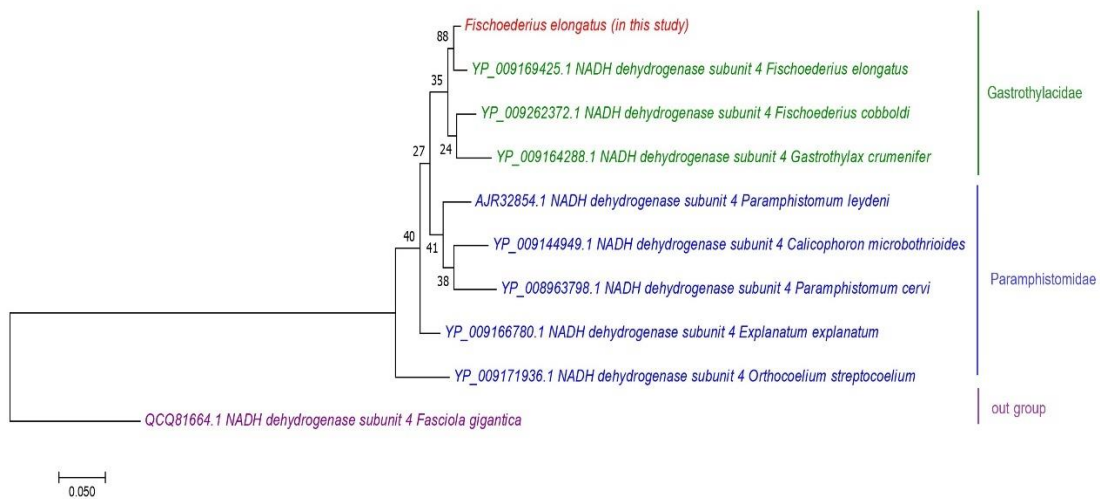 Fischoederius elongatus (in this study)
88
YP_009169425.1 NADH dehydrogenase subunit 4 Fischoederius elongatus
35
Gastrothylacidae
YP_009262372.1 NADH dehydrogenase subunit 4 Fischoederius cobboldi
24
YP_009164288.1 NADH dehydrogenase subunit 4 Gastrothylax crumenifer
27
AJR32854.1 NADH dehydrogenase subunit 4 Paramphistomum leydeni
40
41
YP_009144949.1 NADH dehydrogenase subunit 4 Calicophoron microbothrioides
38
Paramphistomidae
YP_008963798.1 NADH dehydrogenase subunit 4 Paramphistomum cervi
YP_009166780.1 NADH dehydrogenase subunit 4 Explanatum explanatum
YP_009171936.1 NADH dehydrogenase subunit 4 Orthocoelium streptocoelium
out group
QCQ81664.1 NADH dehydrogenase subunit 4 Fasciola gigantica
0.050